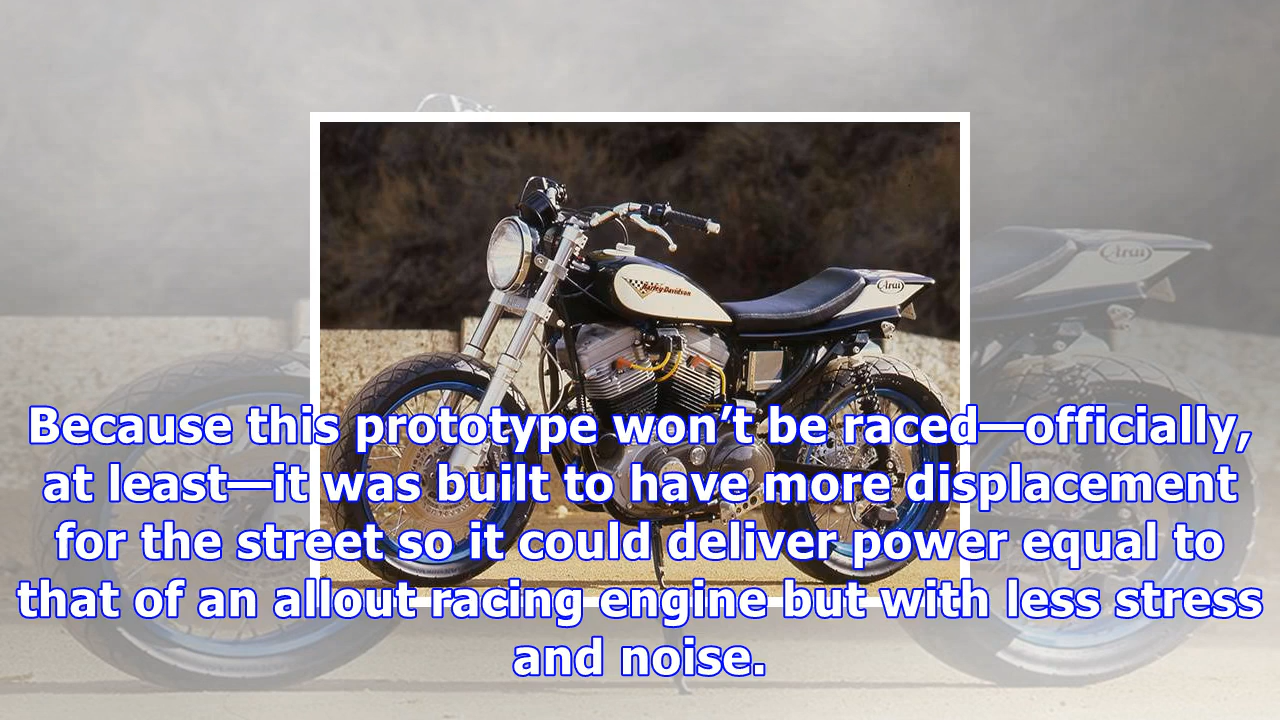 Arai
Harley-Davidson
Arai
Because this prototype won’t be raced—officially,
at least—it was built to have more displacement
for the street so it could deliver power equal to
that of an allout racing engine but with less stress
and noise.